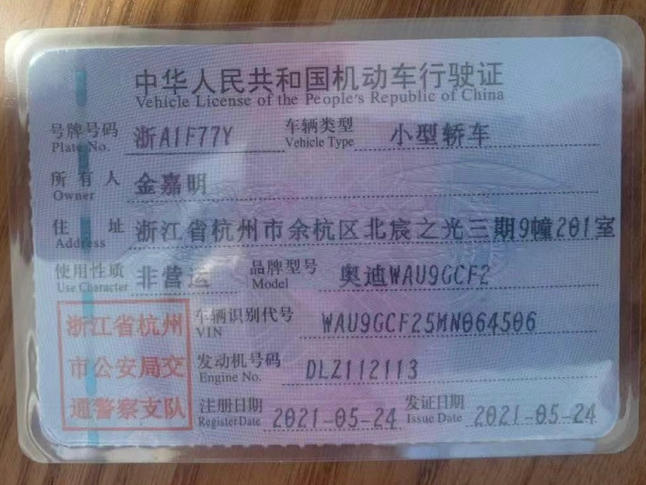 中华人民共和国机动车行驶证
Vehicle License of the People's Republic of China
号牌号码 浙A1F77Y 车辆类型 小型轿车
Plate No. Vehicle Type
所有人 金嘉明
Owner
住址 浙江省杭州市余杭区北宸之光三期9幢201室
Address
使用性质 非营运 品牌型号 奥迪WAU9GCF2
Use Character Model
浙江省杭州
市公安局交
通警察支队
车辆识别代号 WAU9GCF25MN064506
VIN
发动机号码 DLZ112113
Engine No.
注册日期 2021-05-24 发证日期 2021-05-24
Register Date Issue Date